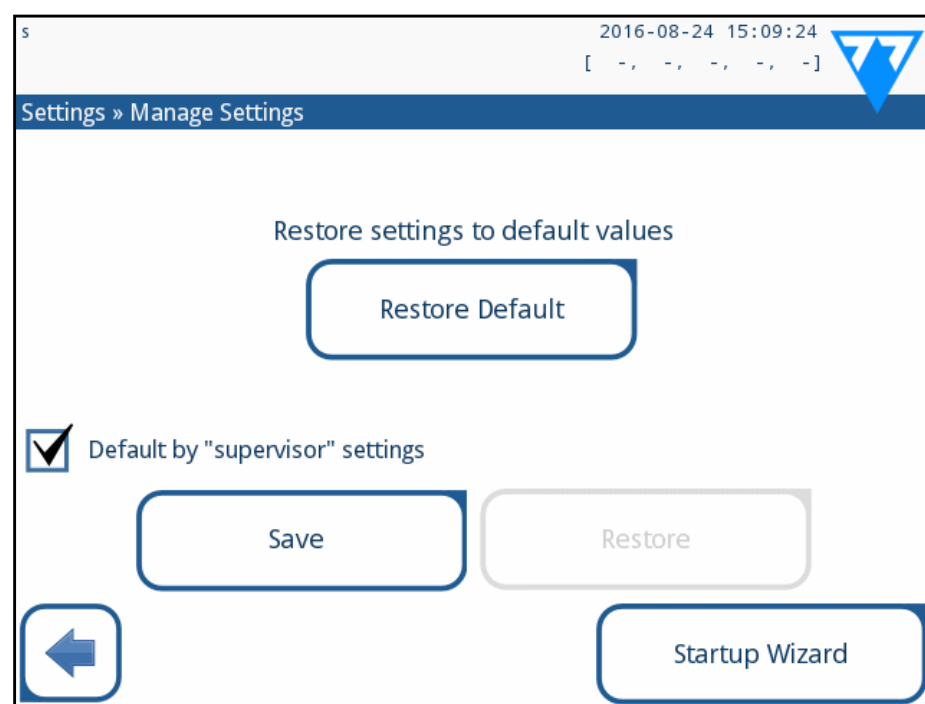 s
2016-08-24 15:09:24
[ -, -, -, -, -]
Settings » Manage Settings
Restore settings to default values
Restore Default
Default by "supervisor" settings
Save
Restore
Startup Wizard